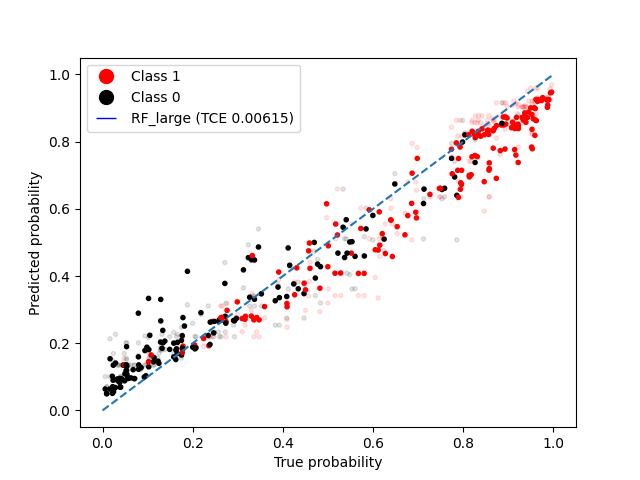 Class 1
Class 0
RF_large (TCE 0.00615)
1.0
0.8
0.6
0.4
0.2
0.0
Predicted probability
0.0 0.2 0.4 0.6 0.8 1.0
True probability